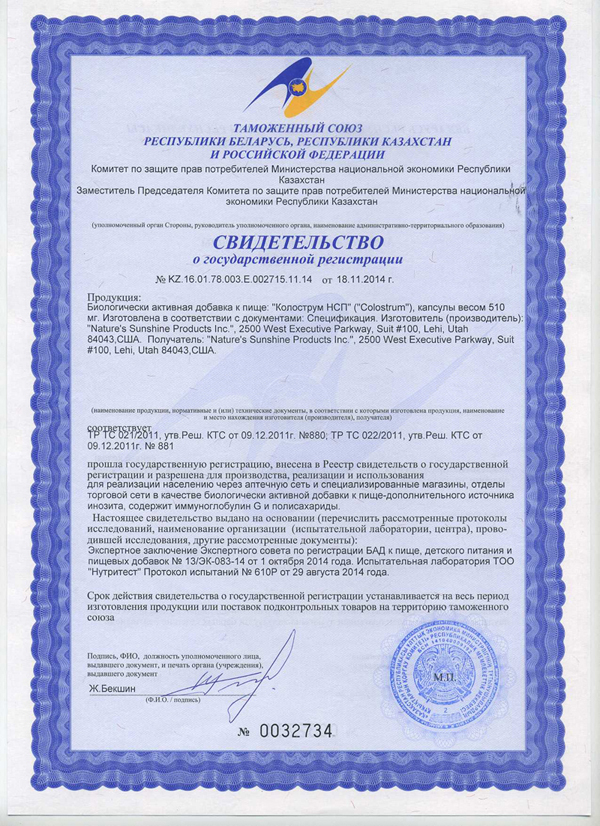 ТАМОЖЕННЫЙ СОЮЗ
РЕСПУБЛИКИ БЕЛАРУСЬ, РЕСПУБЛИКИ КАЗАХСТАН
И РОССИЙСКОЙ ФЕДЕРАЦИИ
Комитет по защите прав потребителей Министерства национальной экономики Республики
Казахстан
Заместитель Председателя Комитета по защите прав потребителей Министерства национальной
экономики Республики Казахстан
(уполномоченный орган Стороны, руководитель уполномоченного органа, наименование административно-территориального образования)
СВИДЕТЕЛЬСТВО
о государственной регистрации
№ KZ.16.01.78.003.E.002715.11.14 от 18.11.2014 г.
Продукция:
Биологически активная добавка к пище: "Колострум НСП" ("Colostrum"), капсулы весом 510
мг. Изготовлена в соответствии с документами: Спецификация. Изготовитель (производитель):
"Nature's Sunshine Products Inc.", 2500 West Executive Parkway, Suit #100, Lehi, Utah
84043,США. Получатель: "Nature's Sunshine Products Inc.", 2500 West Executive Parkway, Suit
#100, Lehi, Utah 84043,США.
(наименование продукции, нормативные и (или) технические документы, в соответствии с которыми изготовлена продукция, наименование
и место нахождения изготовителя (производителя), получателя)
соответствует
ТР ТС 021/2011, утв.Реш. КТС от 09.12.2011г. №880; ТР ТС 022/2011, утв.Реш. КТС от
09.12.2011г. № 881
прошла государственную регистрацию, внесена в Реестр свидетельств о государственной
регистрации и разрешена для производства, реализации и использования
для реализации населению через аптечную сеть и специализированные магазины, отделы
торговой сети в качестве биологически активной добавки к пище-дополнительного источника
инозита, содержит иммуноглобулин G и полисахариды.
Настоящее свидетельство выдано на основании (перечислить рассмотренные протоколы
исследований, наименование организации (испытательной лаборатории, центра), прово-
дившей исследования, другие рассмотренные документы):
Экспертное заключение Экспертного совета по регистрации БАД к пище, детского питания и
пищевых добавок № 13/ЭК-083-14 от 1 октября 2014 года. Испытательная лаборатория ТОО
"Нутритест" Протокол испытаний № 610Р от 29 августа 2014 года.
Срок действия свидетельства о государственной регистрации устанавливается на весь период
изготовления продукции или поставок подконтрольных товаров на территорию таможенного
союза
Подпись, ФИО, должность уполномоченного лица,
выдавшего документ, и печать органа (учреждения),
выдавшего документ
Ж.Бекшин
(Ф.И.О. / подпись)
М.П.
№ 0032734